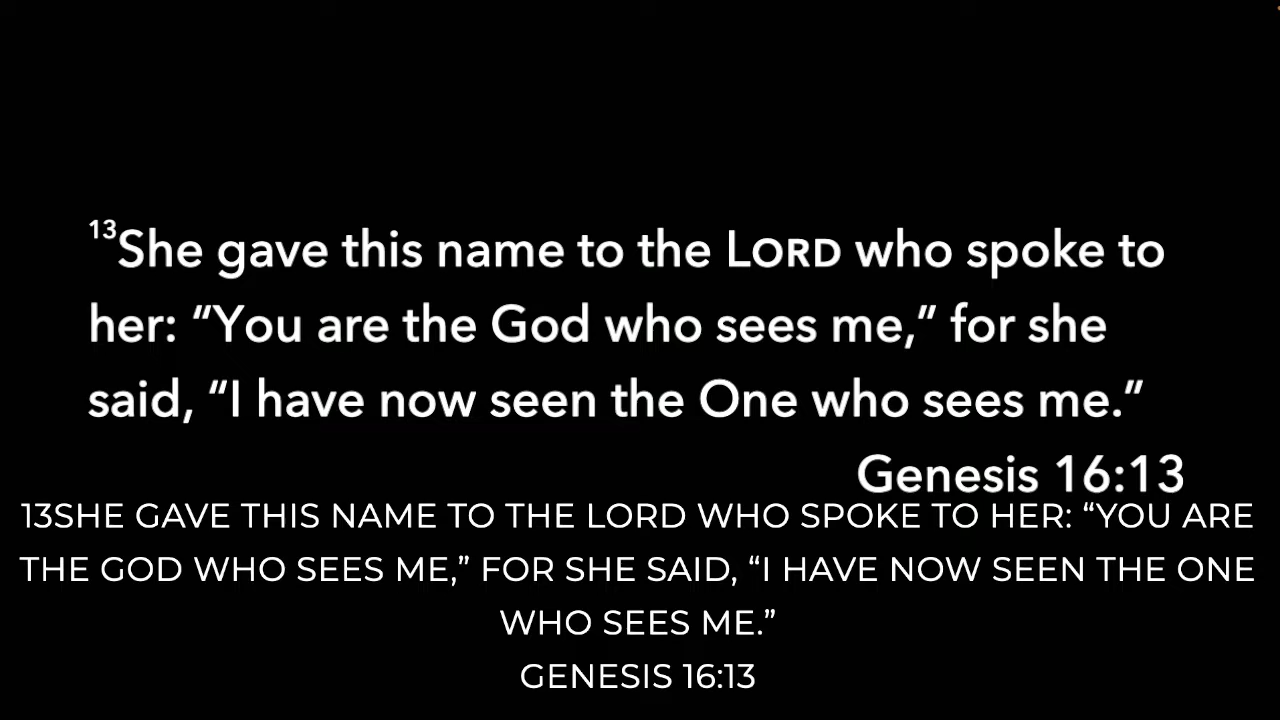 ¹³She gave this name to the LORD who spoke to
her: “You are the God who sees me,” for she
said, “I have now seen the One who sees me.”
Genesis 16:13
13SHE GAVE THIS NAME TO THE LORD WHO SPOKE TO HER: “YOU ARE
THE GOD WHO SEES ME,” FOR SHE SAID, “I HAVE NOW SEEN THE ONE
WHO SEES ME.”
GENESIS 16:13